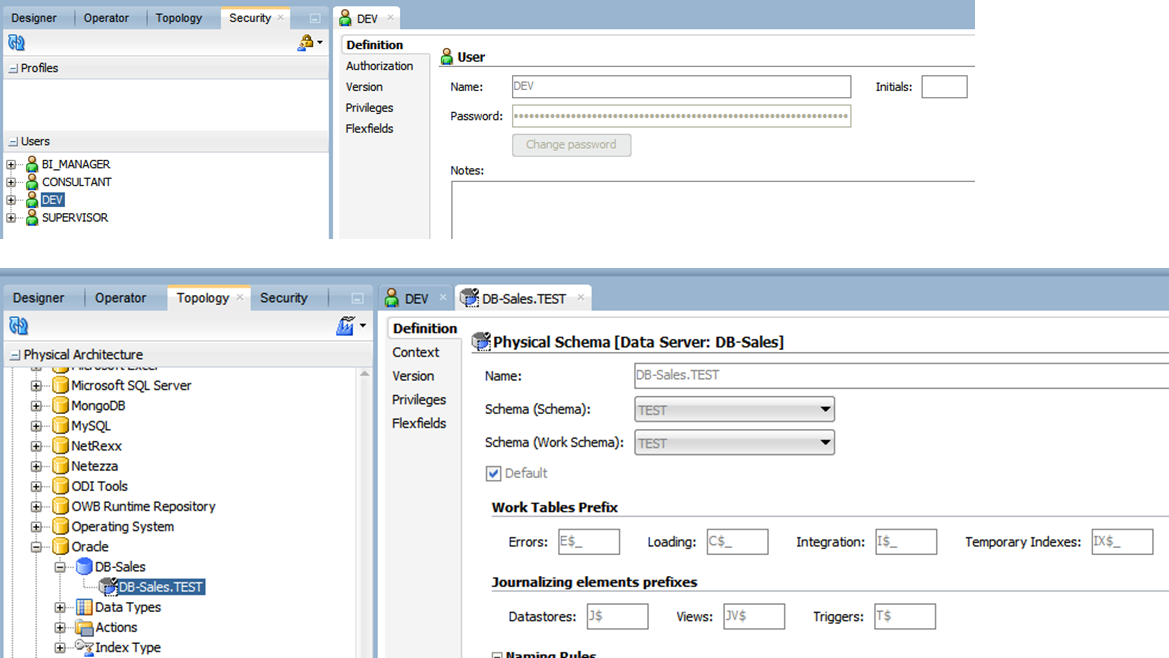 Designer Operator Topology Security DEV
Definition
Profiles
Authorization
Version
Privileges
Flexfields
User
Name: DEV Initials:
Password:
Change password
Notes:
Users
BI_MANAGER
CONSULTANT
DEV
SUPERVISOR
Designer Operator Topology Security DEV DB-Sales.TEST
Physical Architecture
Microsoft Excel
Microsoft SQL Server
MongoDB
MySQL
NetRexx
Netezza
ODI Tools
OWB Runtime Repository
Operating System
Oracle
DB-Sales
DB-Sales.TEST
Data Types
Actions
Index Type
Definition
Context
Version
Privileges
Flexfields
Physical Schema [Data Server: DB-Sales]
Name: DB-Sales.TEST
Schema (Schema): TEST
Schema (Work Schema): TEST
Default
Work Tables Prefix
Errors: E$_ Loading: C$_ Integration: I$_ Temporary Indexes: IX$_
Journalizing elements prefixes
Datastores: J$ Views: JV$ Triggers: T$
Naming Rules